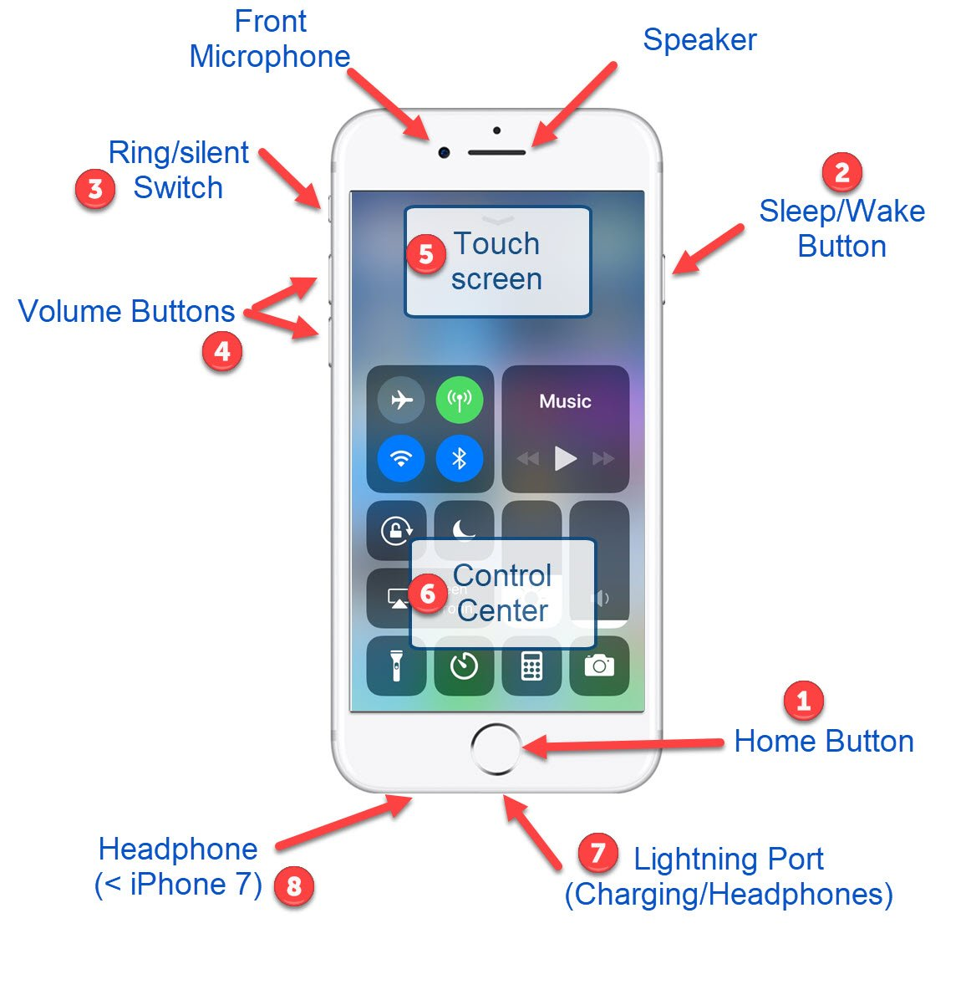 Front
Microphone
Speaker
Ring/silent
Switch
3
2
Sleep/Wake
Button
5
Touch
screen
Volume Buttons
4
Music
6
Control
Center
1
Home Button
Headphone
(< iPhone 7)
8
7
Lightning Port
(Charging/Headphones)